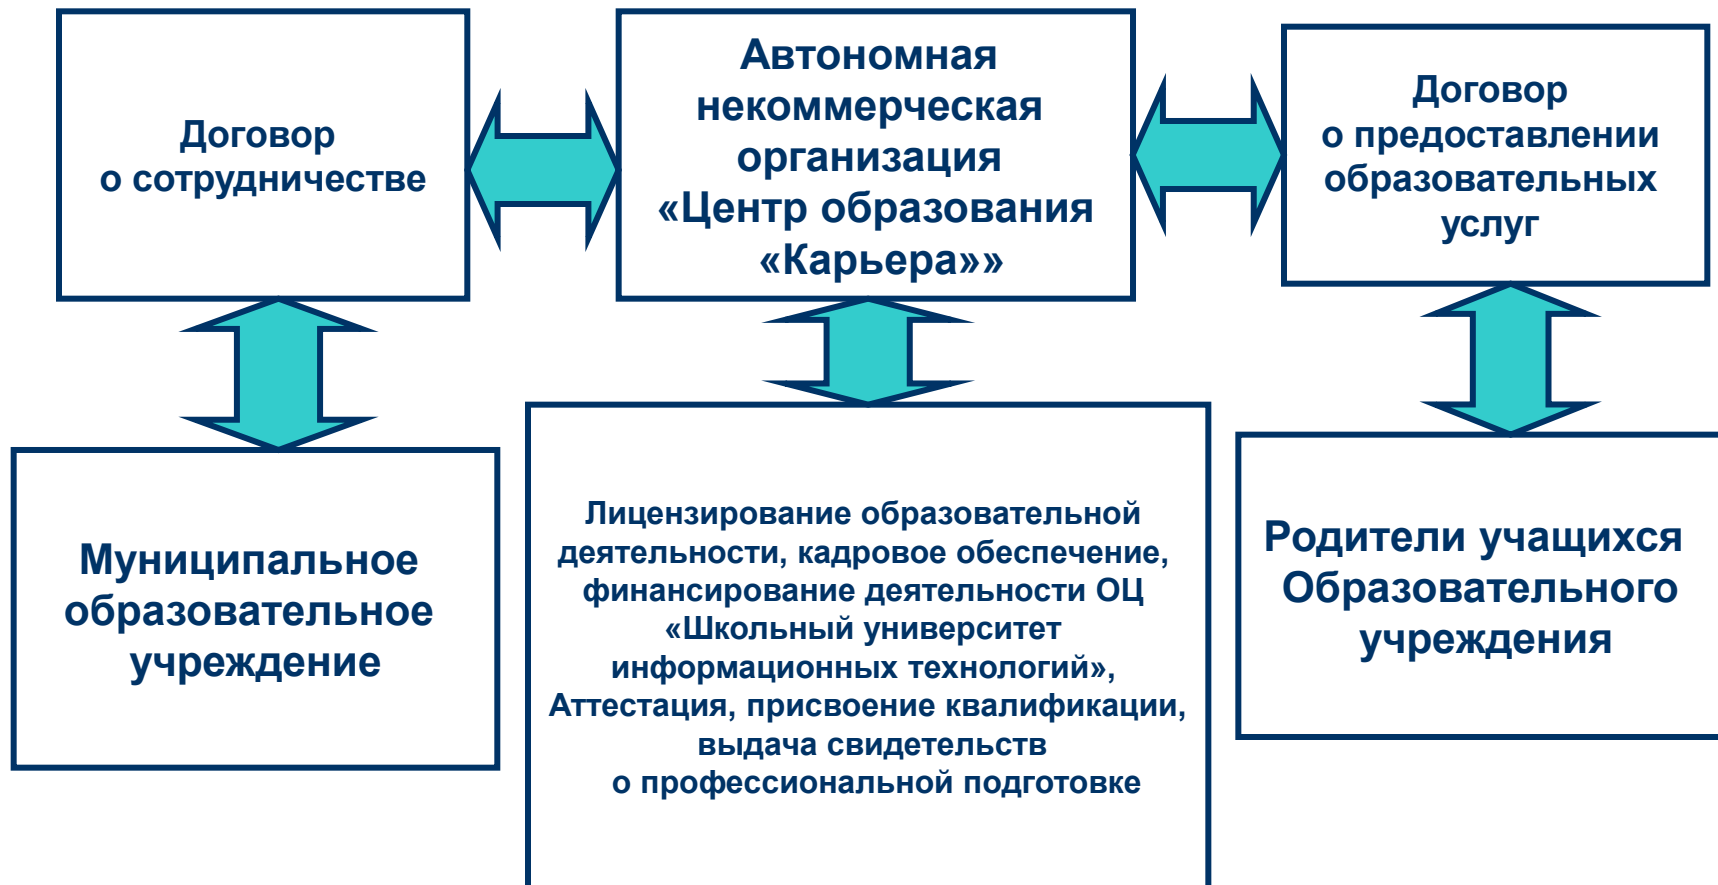 Договор
о сотрудничестве
Автономная
некоммерческая
организация
«Центр образования
«Карьера»»
Договор
о предоставлении
образовательных
услуг
Муниципальное
образовательное
учреждение
Лицензирование образовательной
деятельности, кадровое обеспечение,
финансирование деятельности ОЦ
«Школьный университет
информационных технологий»,
Аттестация, присвоение квалификации,
выдача свидетельств
о профессиональной подготовке
Родители учащихся
Образовательного
учреждения